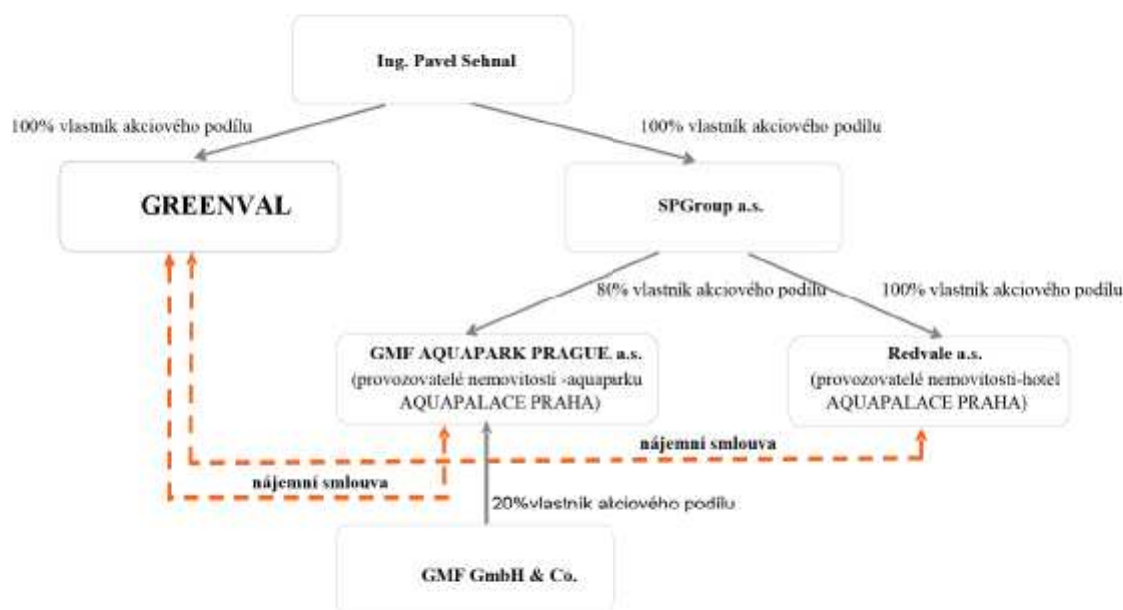 Ing. Pavel Sehnal
100% vlastník akciového podílu
100% vlastník akciového podílu
GREENVAL
SPGroup a.s.
80% vlastník akciového podílu
100% vlastník akciového podílu
GMF AQUAPARK PRAGUE. a.s.
(provozovatelé nemovitosti -aquaparku
AQUAPALACE PRAHA)
Redvale a.s.
(provozovatelé nemovitosti-hotel
AQUAPALACE PRAHA)
nájemní smlouva
nájemní smlouva
20%vlastník akciového podílu
GMF GmbH & Co.